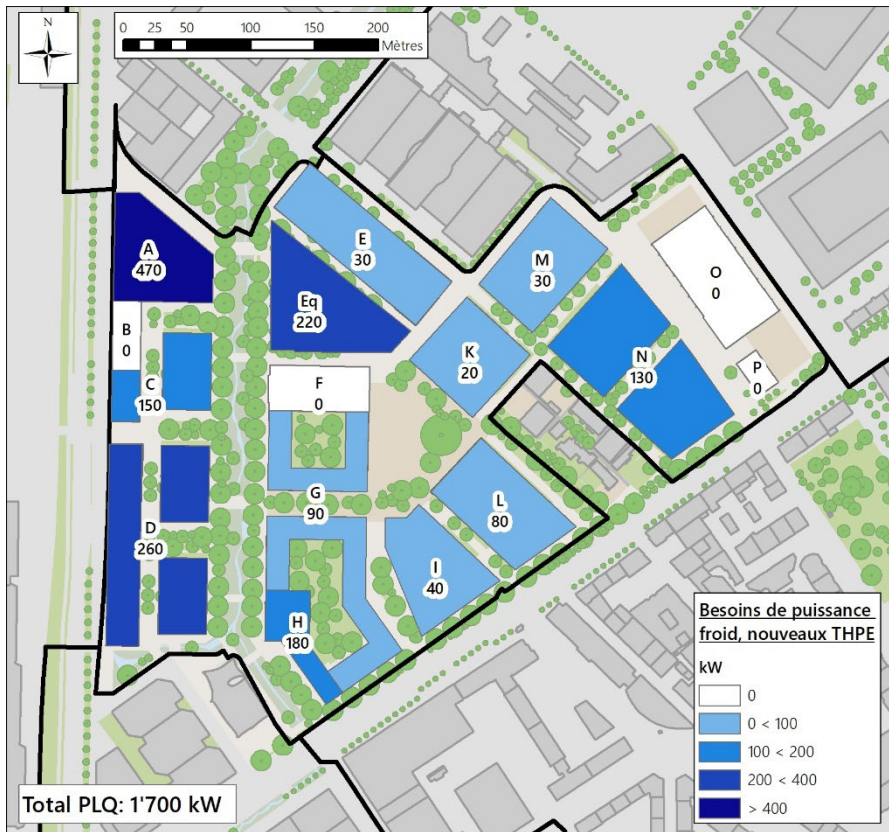 N
0 25 50 100 150 200
Mètres
A
470
B
0
C
150
D
260
E
30
Eq
220
F
0
G
90
H
180
I
40
K
20
L
80
M
30
N
130
O
0
P
0
Besoins de puissance
froid, nouveaux THPE
kW
0
0 < 100
100 < 200
200 < 400
> 400
Total PLQ: 1'700 kW